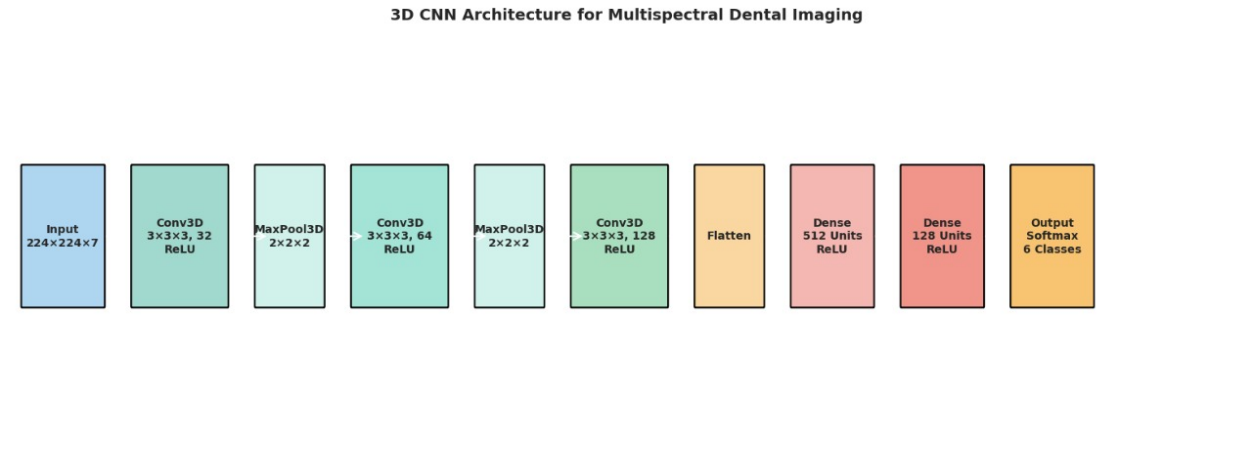 3D CNN Architecture for Multispectral Dental Imaging
Input
224×224×7
Conv3D
3×3×3, 32
ReLU
MaxPool3D
2×2×2
Conv3D
3×3×3, 64
ReLU
MaxPool3D
2×2×2
Conv3D
3×3×3, 128
ReLU
Flatten
Dense
512 Units
ReLU
Dense
128 Units
ReLU
Output
Softmax
6 Classes